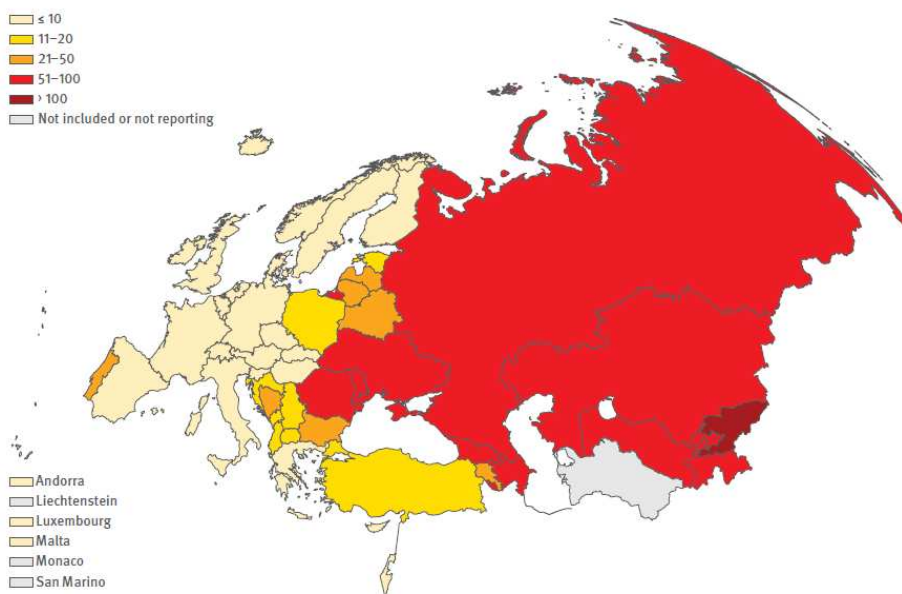 ≤ 10
11–20
21–50
51–100
> 100
Not included or not reporting
Andorra
Liechtenstein
Luxembourg
Malta
Monaco
San Marino